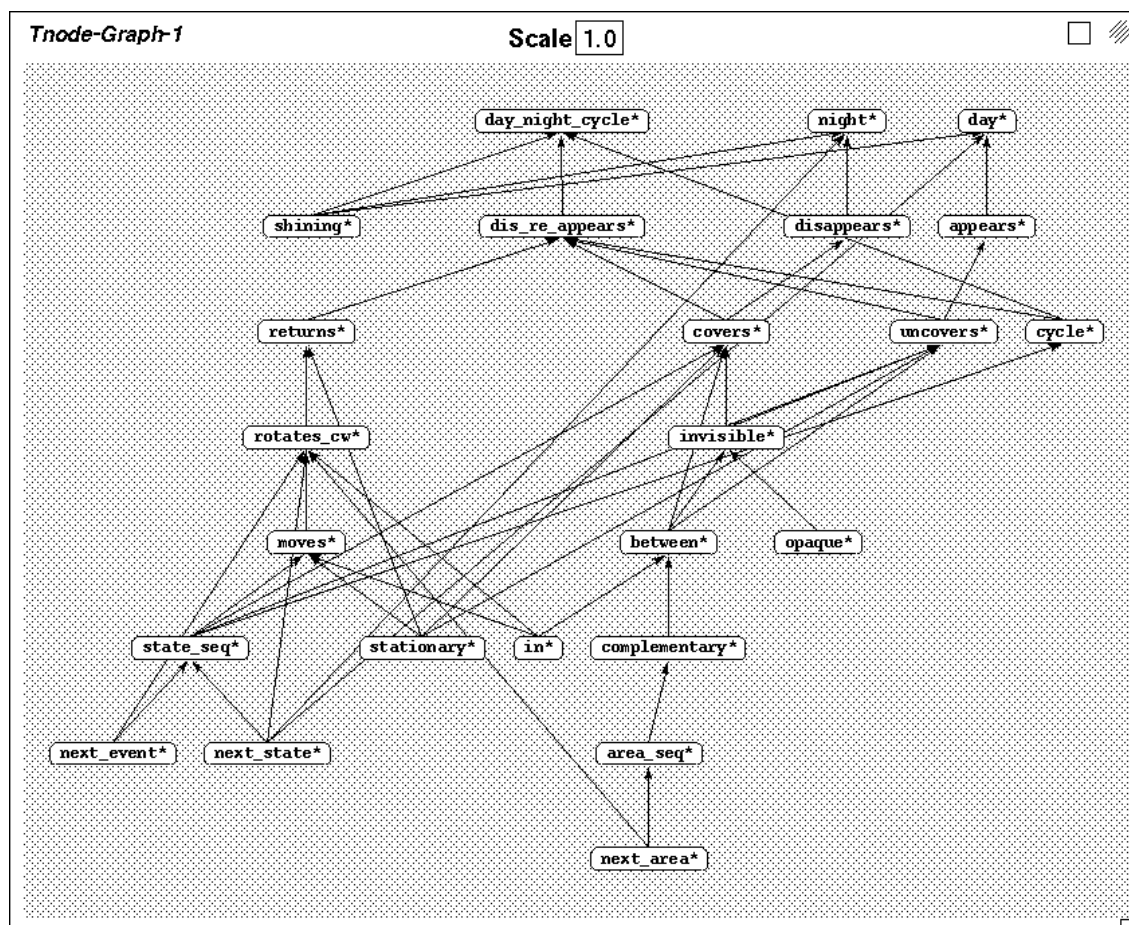 Tnode-Graph-1
Scale 1.0
day_night_cycle* night* day*
shining* dis_re_appears* disappears* appears*
returns* covers* uncovers* cycle*
rotates_cw* invisible*
moves* between* opaque*
state_seq* stationary* in* complementary*
next_event* next_state* area_seq*
next_area*